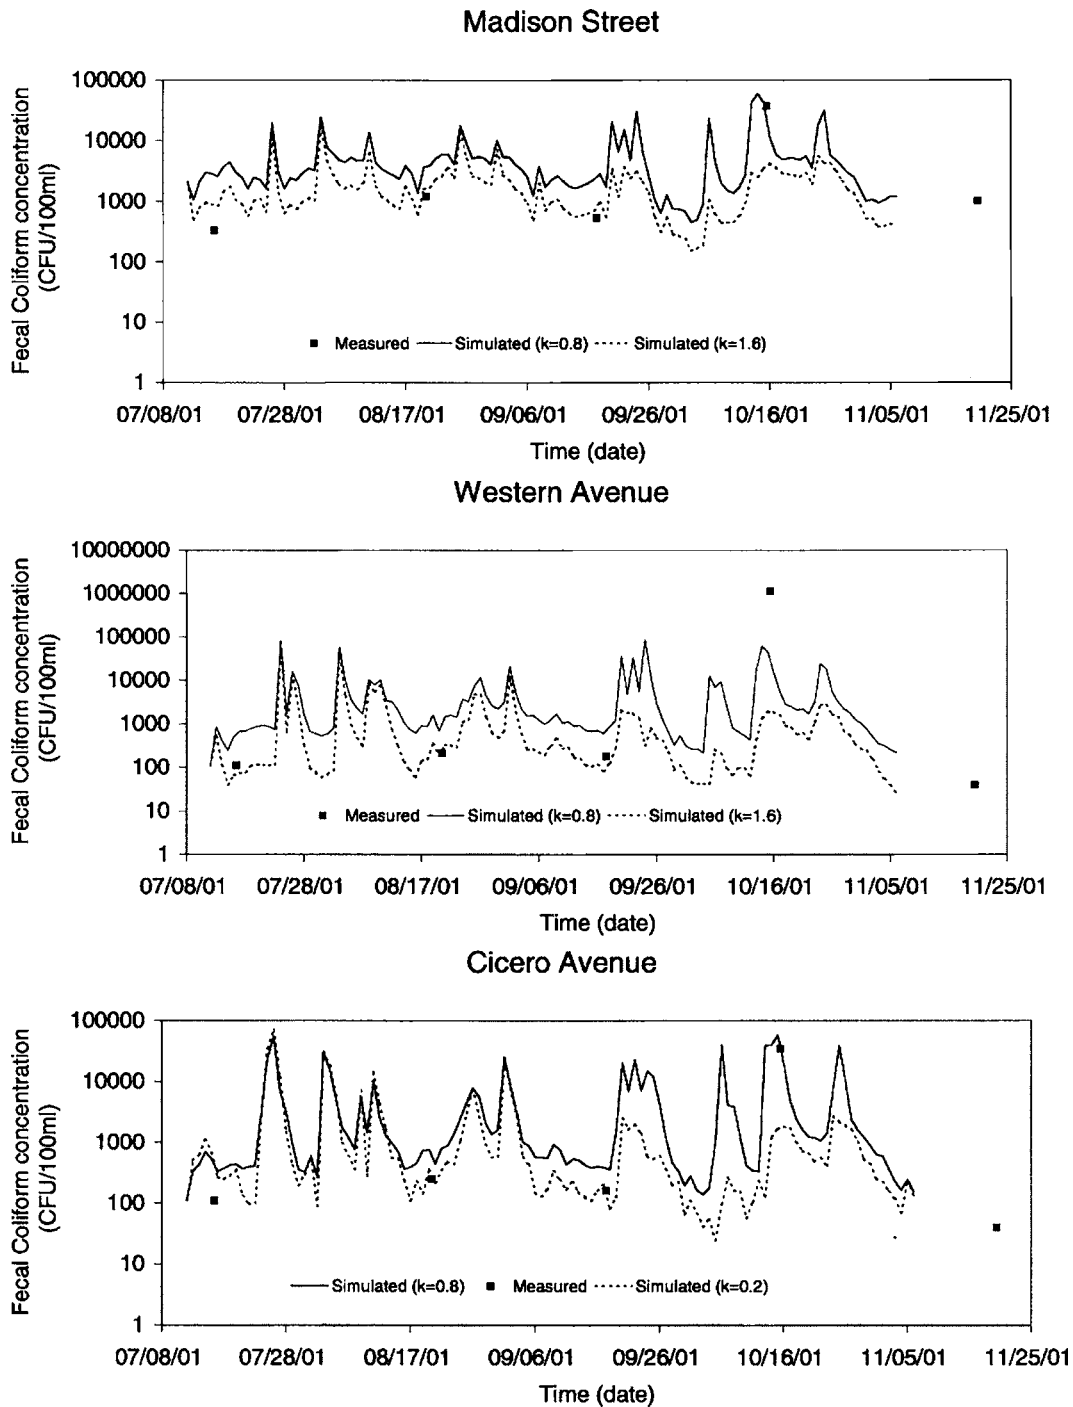 Madison Street
Fecal Coliform concentration
(CFU/100ml)
100000
10000
1000
100
10
1
Measured Simulated (k=0.8) Simulated (k=1.6)
07/08/01 07/28/01 08/17/01 09/06/01 09/26/01 10/16/01 11/05/01 11/25/01
Time (date)
Western Avenue
Fecal Coliform concentration
(CFU/100ml)
10000000
1000000
100000
10000
1000
100
10
1
Measured Simulated (k=0.8) Simulated (k=1.6)
07/08/01 07/28/01 08/17/01 09/06/01 09/26/01 10/16/01 11/05/01 11/25/01
Time (date)
Cicero Avenue
Fecal Coliform concentration
(CFU/100ml)
100000
10000
1000
100
10
1
Simulated (k=0.8) Measured Simulated (k=0.2)
07/08/01 07/28/01 08/17/01 09/06/01 09/26/01 10/16/01 11/05/01 11/25/01
Time (date)